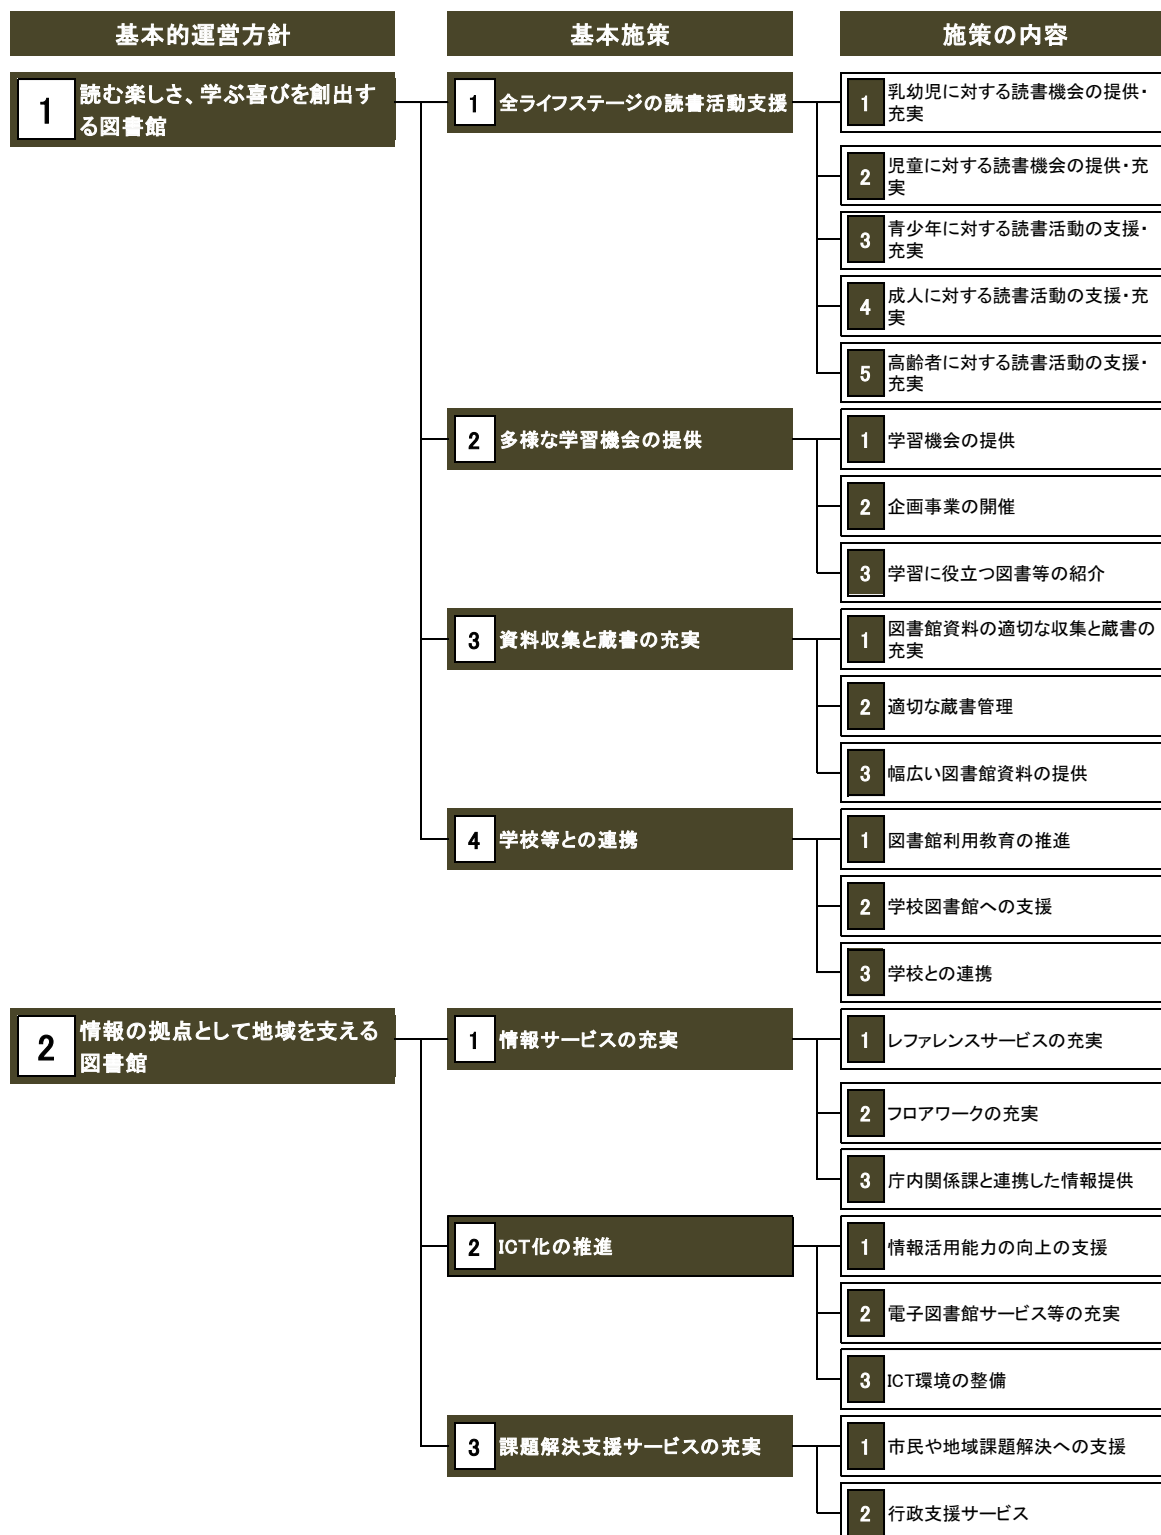 基本的運営方針
基本施策
施策の内容
1
読む楽しさ、学ぶ喜びを創出す
る図書館
1 全ライフステージの読書活動支援
1
乳幼児に対する読書機会の提供・
充実
2
児童に対する読書機会の提供・充
実
3
青少年に対する読書活動の支援・
充実
4
成人に対する読書活動の支援・充
実
5
高齢者に対する読書活動の支援・
充実
2 多様な学習機会の提供
1 学習機会の提供
2 企画事業の開催
3 学習に役立つ図書等の紹介
3 資料収集と蔵書の充実
1
図書館資料の適切な収集と蔵書の
充実
2 適切な蔵書管理
3 幅広い図書館資料の提供
4 学校等との連携
1 図書館利用教育の推進
2 学校図書館への支援
3 学校との連携
2
情報の拠点として地域を支える
図書館
1 情報サービスの充実
1 レファレンスサービスの充実
2 フロアワークの充実
3 庁内関係課と連携した情報提供
2 ICT化の推進
1 情報活用能力の向上の支援
2 電子図書館サービス等の充実
3 ICT環境の整備
3 課題解決支援サービスの充実
1 市民や地域課題解決への支援
2 行政支援サービス